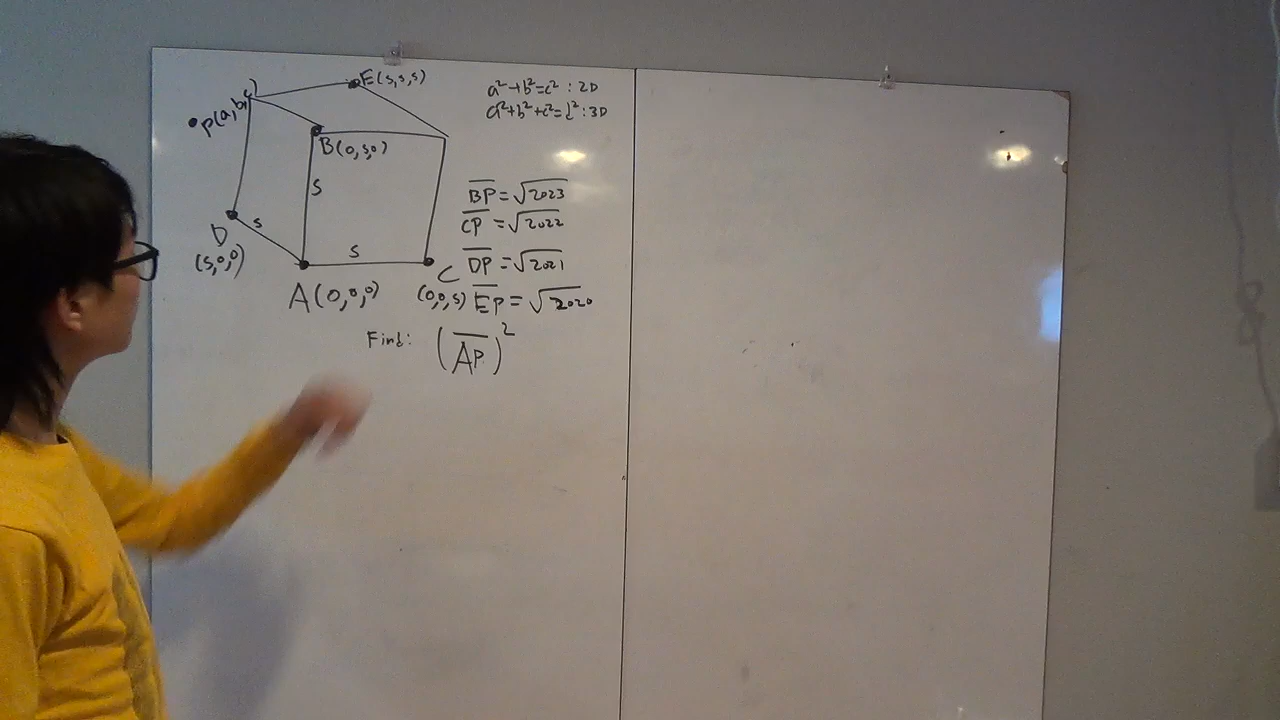 E(s,s,s)
P(a,b,c)
B(0,s,0)
s
s
D
s
(s,0,0)
A(0,0,0)
C
(0,0,s)
a²+b²=c² : 2D
a²+b²+c²=d² : 3D
BP = √2023
CP = √2022
DP = √2021
EP = √2020
Find: (AP)²